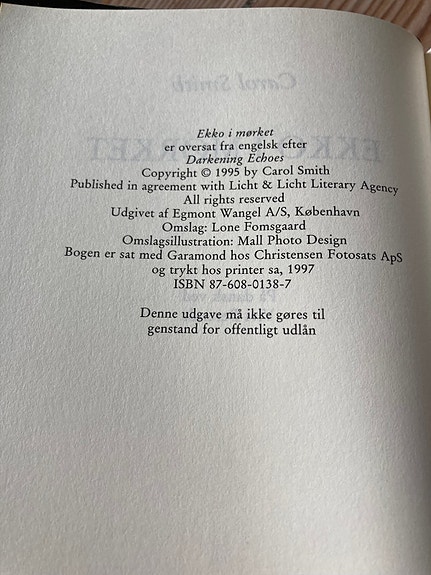 Ekko i mørket
er oversat fra engelsk efter
Darkening Echoes
Copyright © 1995 by Carol Smith
Published in agreement with Licht & Licht Literary Agency
All rights reserved
Udgivet af Egmont Wangel A/S, København
Omslag: Lone Fomsgaard
Omslagsillustration: Mall Photo Design
Bogen er sat med Garamond hos Christensen Fotosats ApS
og trykt hos printer sa, 1997
ISBN 87-608-0138-7
Denne udgave må ikke gøres til
genstand for offentligt udlån